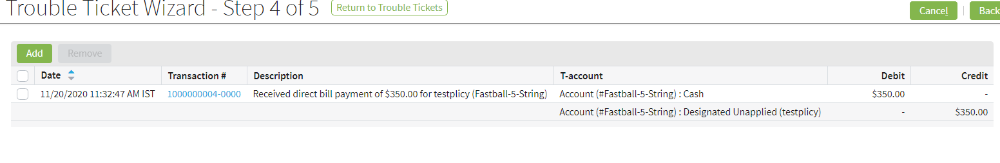 Trouble Ticket Wizard - Step 4 of 5 Return to Trouble Tickets Cancel Back
Add Remove
Date Transaction # Description T-account Debit Credit
11/20/2020 11:32:47 AM IST 1000000004-0000 Received direct bill payment of $350.00 for testplicy (Fastball-5-String) Account (#Fastball-5-String) : Cash $350.00 -
Account (#Fastball-5-String) : Designated Unapplied (testplicy) - $350.00